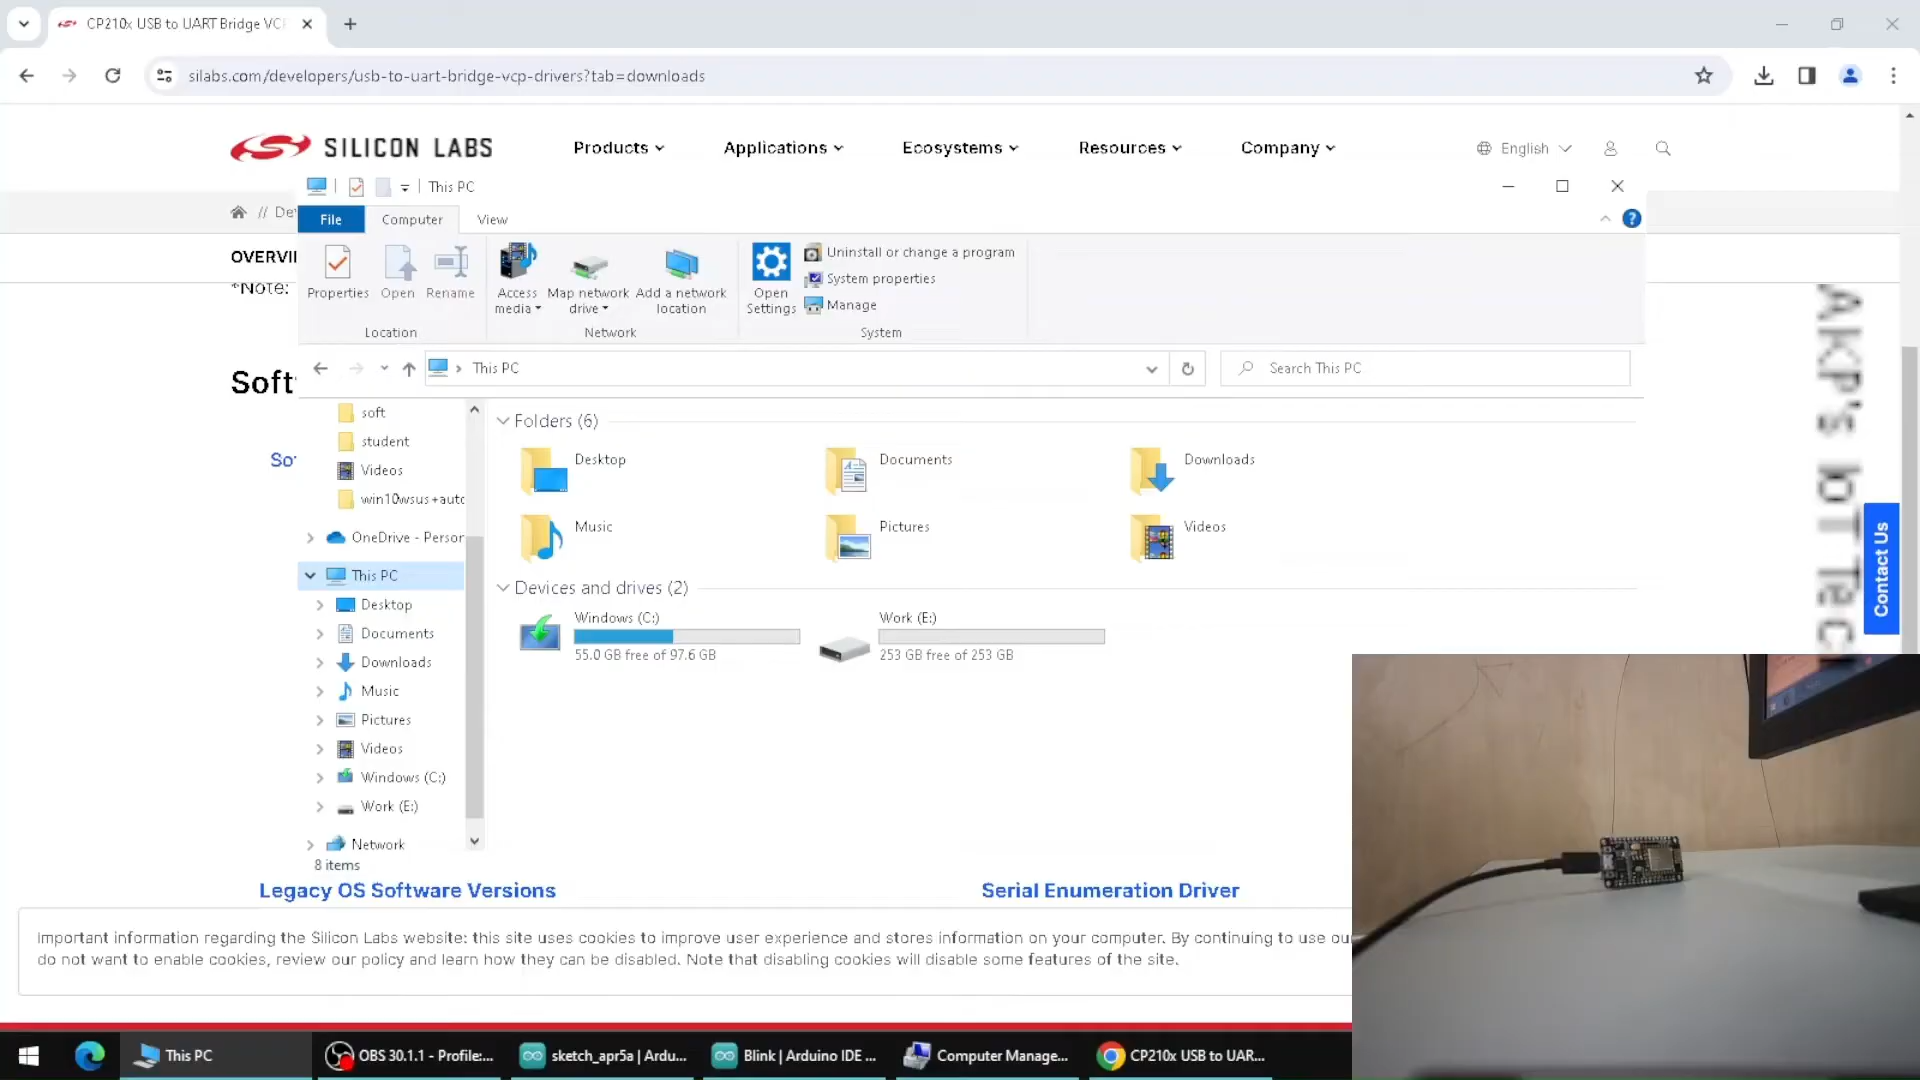 CP210x USB to UART Bridge VCP
silabs.com/developers/usb-to-uart-bridge-vcp-drivers?tab=downloads
SILICON LABS
Products
Applications
Ecosystems
Resources
Company
English
This PC
// De
File
Computer
View
OVERVI
*Note:
Properties
Open
Rename
Access media
Map network drive
Add a network location
Open Settings
Uninstall or change a program
System properties
Manage
Location
Network
System
This PC
Search This PC
Soft
soft
student
Videos
win10wsus+auto
OneDrive - Person
This PC
Desktop
Documents
Downloads
Music
Pictures
Videos
Windows (C:)
Work (E:)
Network
8 items
Folders (6)
Desktop
Documents
Downloads
Music
Pictures
Videos
Devices and drives (2)
Windows (C:)
55.0 GB free of 97.6 GB
Work (E:)
253 GB free of 253 GB
AKP's IoT Tec
Contact Us
Legacy OS Software Versions
Serial Enumeration Driver
Important information regarding the Silicon Labs website: this site uses cookies to improve user experience and stores information on your computer. By continuing to use ou
do not want to enable cookies, review our policy and learn how they can be disabled. Note that disabling cookies will disable some features of the site.
This PC
OBS 30.1.1 - Profile:...
sketch_apr5a | Ardu...
Blink | Arduino IDE ...
Computer Manage...
CP210x USB to UAR...